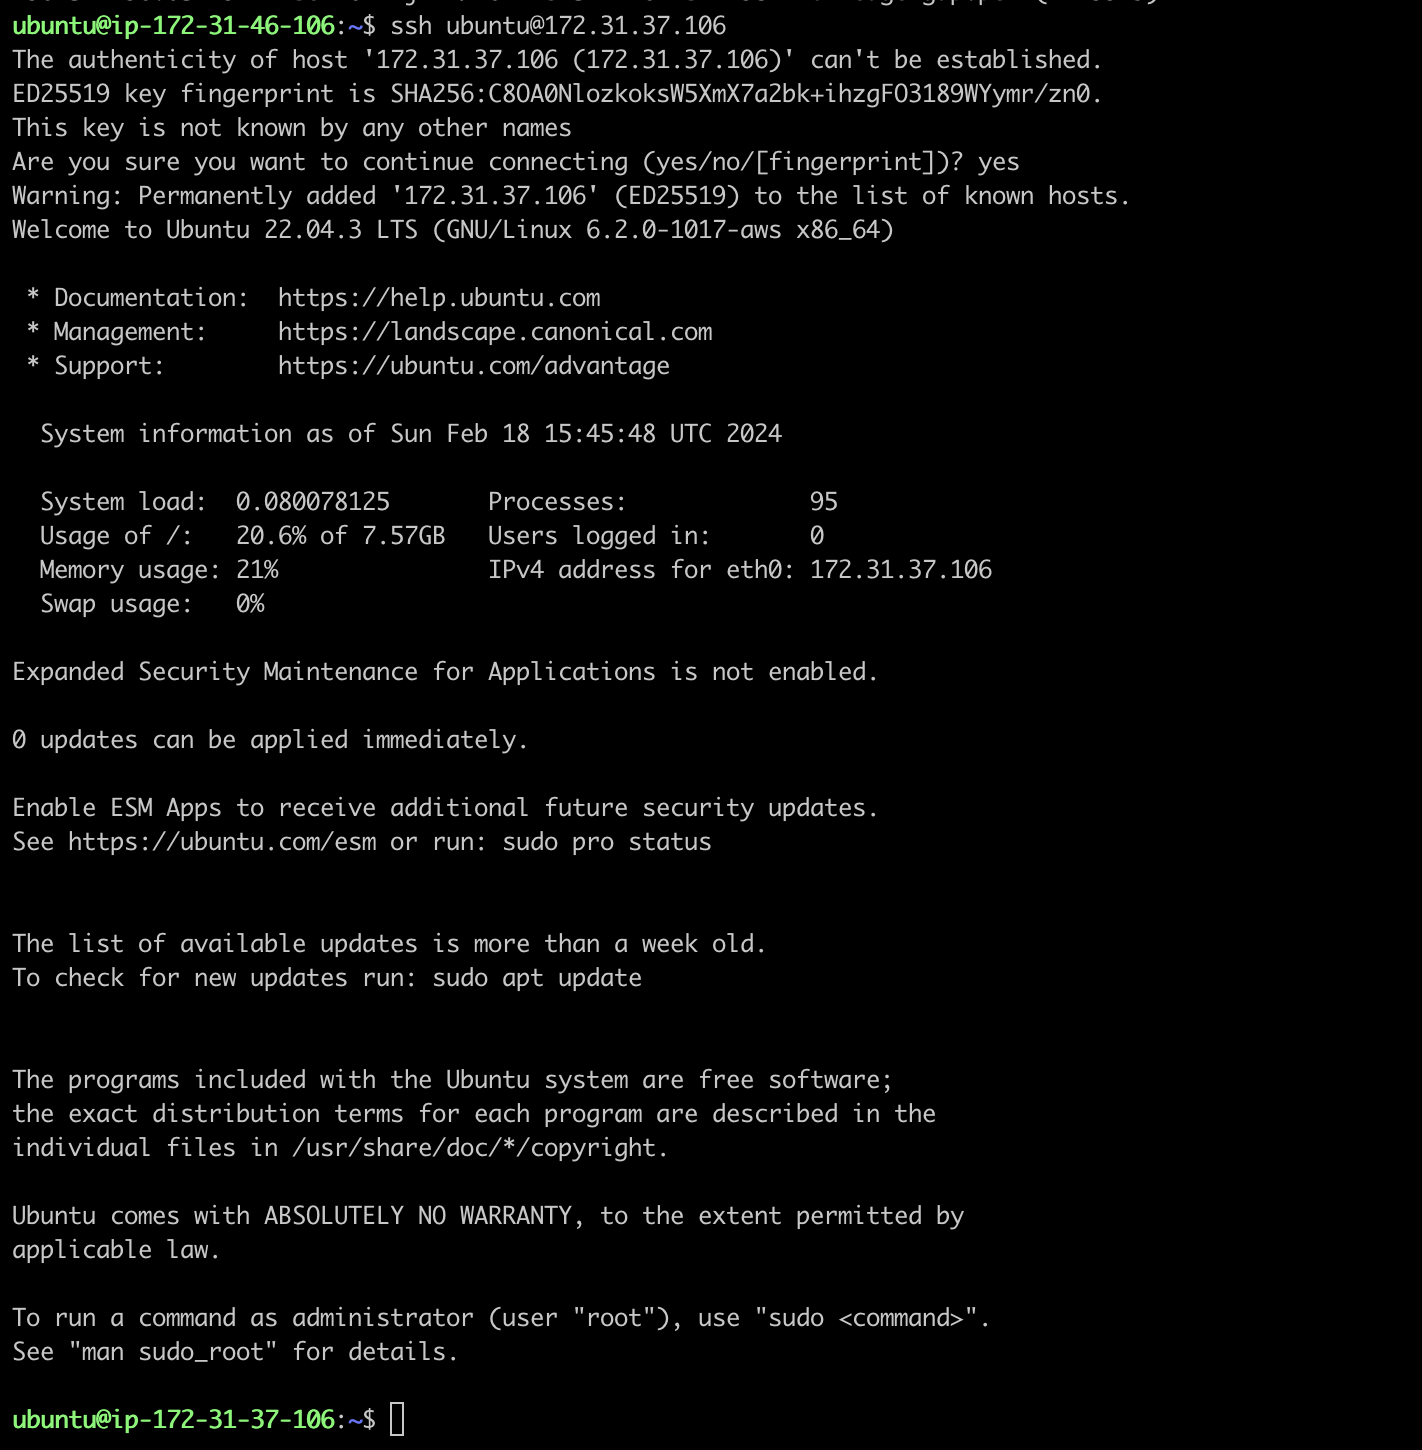 ubuntu@ip-172-31-46-106:~$ ssh ubuntu@172.31.37.106
The authenticity of host '172.31.37.106 (172.31.37.106)' can't be established.
ED25519 key fingerprint is SHA256:C8OA0NlozkoksW5XmX7a2bk+ihzgFO3189WYymr/zn0.
This key is not known by any other names
Are you sure you want to continue connecting (yes/no/[fingerprint])? yes
Warning: Permanently added '172.31.37.106' (ED25519) to the list of known hosts.
Welcome to Ubuntu 22.04.3 LTS (GNU/Linux 6.2.0-1017-aws x86_64)
* Documentation:  https://help.ubuntu.com
* Management:     https://landscape.canonical.com
* Support:        https://ubuntu.com/advantage
System information as of Sun Feb 18 15:45:48 UTC 2024
System load:  0.080078125       Processes:             95
Usage of /:   20.6% of 7.57GB   Users logged in:       0
Memory usage: 21%               IPv4 address for eth0: 172.31.37.106
Swap usage:   0%
Expanded Security Maintenance for Applications is not enabled.
0 updates can be applied immediately.
Enable ESM Apps to receive additional future security updates.
See https://ubuntu.com/esm or run: sudo pro status
The list of available updates is more than a week old.
To check for new updates run: sudo apt update
The programs included with the Ubuntu system are free software;
the exact distribution terms for each program are described in the
individual files in /usr/share/doc/*/copyright.
Ubuntu comes with ABSOLUTELY NO WARRANTY, to the extent permitted by
applicable law.
To run a command as administrator (user "root"), use "sudo <command>".
See "man sudo_root" for details.
ubuntu@ip-172-31-37-106:~$